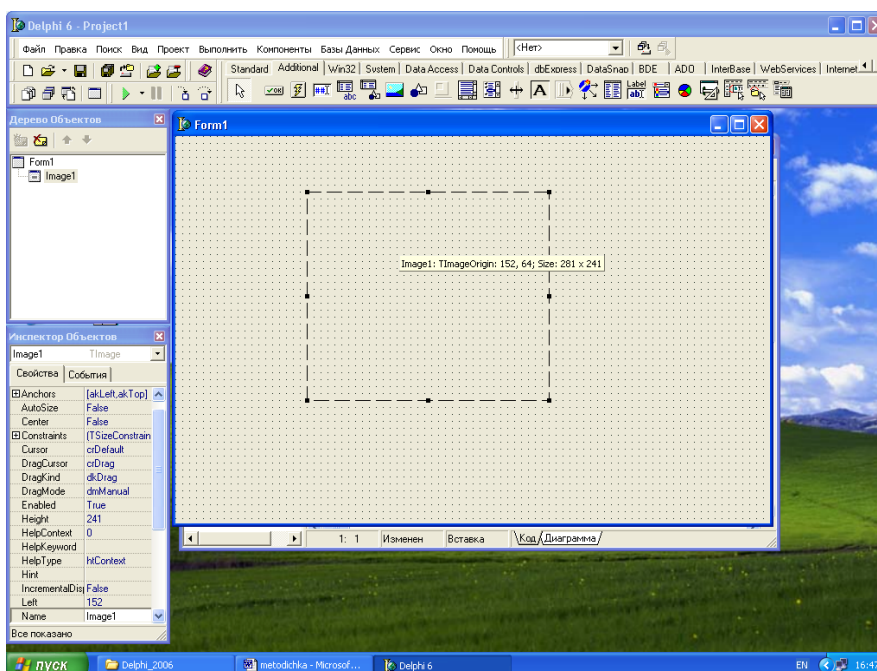 Delphi 6 - Project1
Файл Правка Поиск Вид Проект Выполнить Компоненты Базы Данных Сервис Окно Помощь
<Нет>
Standard Additional Win32 System Data Access Data Controls dbExpress DataSnap BDE ADO InterBase WebServices Internet
Дерево Объектов
Form1
Image1
Form1
Image1: TImageOrigin: 152, 64; Size: 281 x 241
Инспектор Объектов
Image1 TImage
Свойства События
Anchors [akLeft,akTop]
AutoSize False
Center False
Constraints (TSizeConstrain
Cursor crDefault
DragCursor crDrag
DragKind dkDrag
DragMode dmManual
Enabled True
Height 241
HelpContext 0
HelpKeyword
HelpType htContext
Hint
IncrementalDisp False
Left 152
Name Image1
Все показано
1: 1 Изменен Вставка Код Диаграмма
пуск Delphi_2006 metodichka - Microsof... Delphi 6 EN